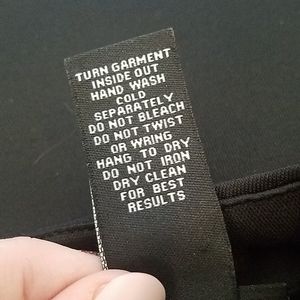 TURN GARMENT
INSIDE OUT
HAND WASH
COLD
SEPARATELY
DO NOT BLEACH
DO NOT TWIST
OR WRING
HANG TO DRY
DO NOT IRON
DRY CLEAN
FOR BEST
RESULTS